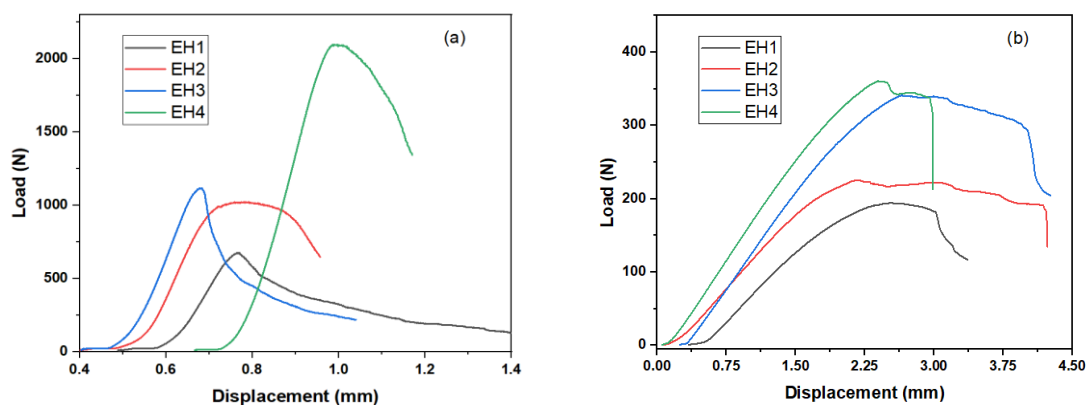 (a)
EH1
EH2
EH3
EH4
2000
1500
1000
500
0
Load (N)
0.4 0.6 0.8 1.0 1.2 1.4
Displacement (mm)
(b)
EH1
EH2
EH3
EH4
400
300
200
100
0
Load (N)
0.00 0.75 1.50 2.25 3.00 3.75 4.50
Displacement (mm)